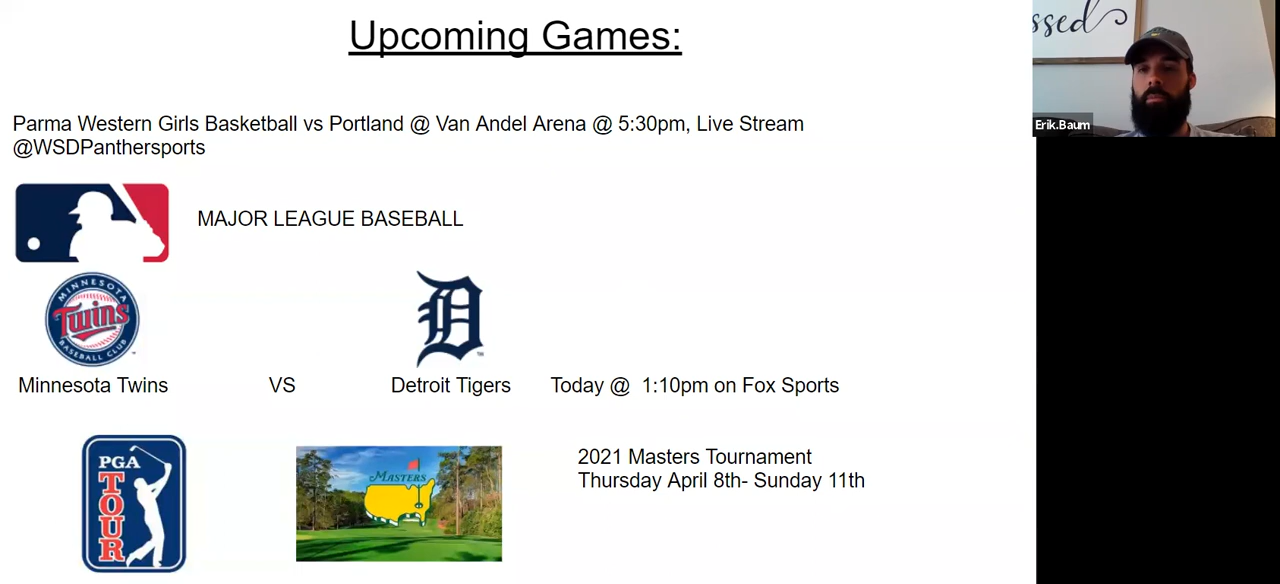 Upcoming Games:
ssed
Erik.Baum
Parma Western Girls Basketball vs Portland @ Van Andel Arena @ 5:30pm, Live Stream
@WSDPanthersports
MAJOR LEAGUE BASEBALL
MINNESOTA
Twins
BASEBALL CLUB
D
Minnesota Twins VS Detroit Tigers Today @ 1:10pm on Fox Sports
PGA
TOUR
MASTERS
2021 Masters Tournament
Thursday April 8th- Sunday 11th